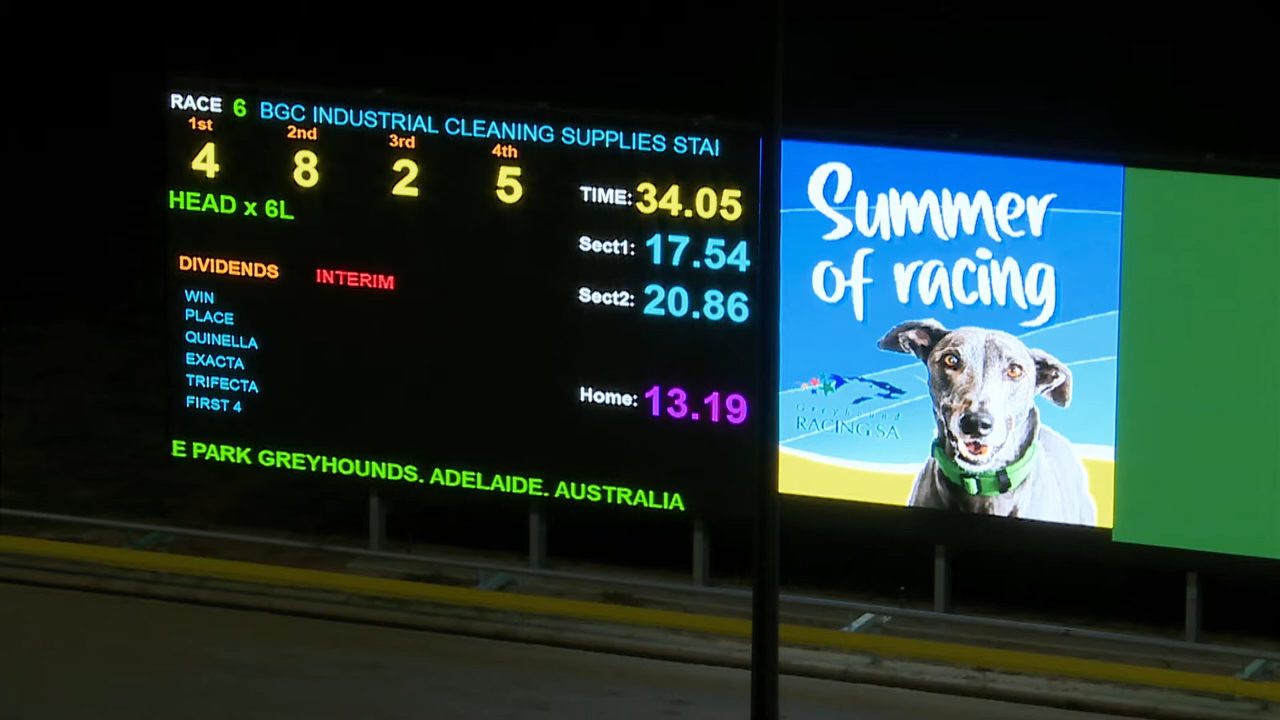 RACE 6 BGC INDUSTRIAL CLEANING SUPPLIES STAI
1st 2nd 3rd 4th
4 8 2 5
HEAD x 6L
TIME: 34.05
Sect1: 17.54
Sect2: 20.86
Home: 13.19
DIVIDENDS INTERIM
WIN
PLACE
QUINELLA
EXACTA
TRIFECTA
FIRST 4
E PARK GREYHOUNDS. ADELAIDE. AUSTRALIA
Summer
of racing
Greyhound
RACING SA